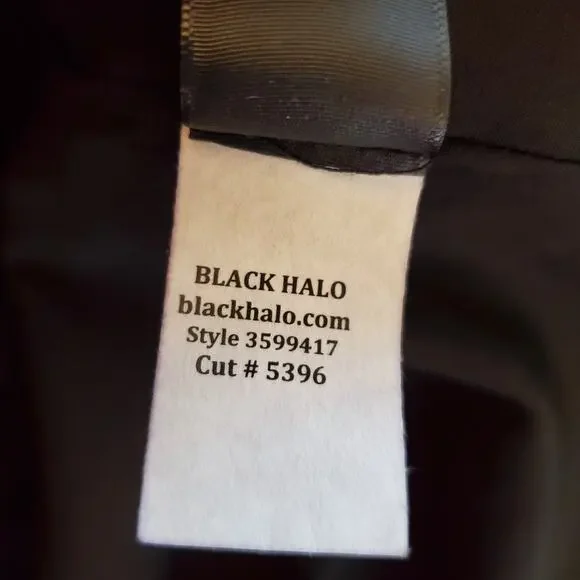 BLACK HALO
blackhalo.com
Style 3599417
Cut # 5396